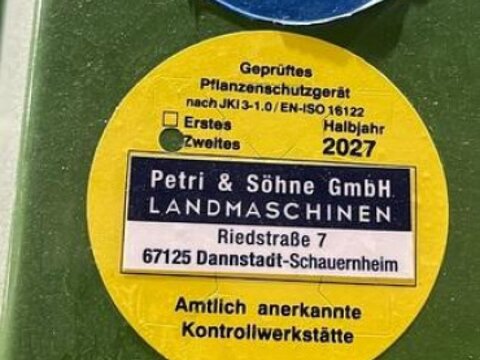 Geprüftes
Pflanzenschutzgerät
nach JKI 3-1.0 / EN-ISO 16122
Erstes Halbjahr
Zweites 2027
Petri & Söhne GmbH
LANDMASCHINEN
Riedstraße 7
67125 Dannstadt-Schauernheim
Amtlich anerkannte
Kontrollwerkstätte